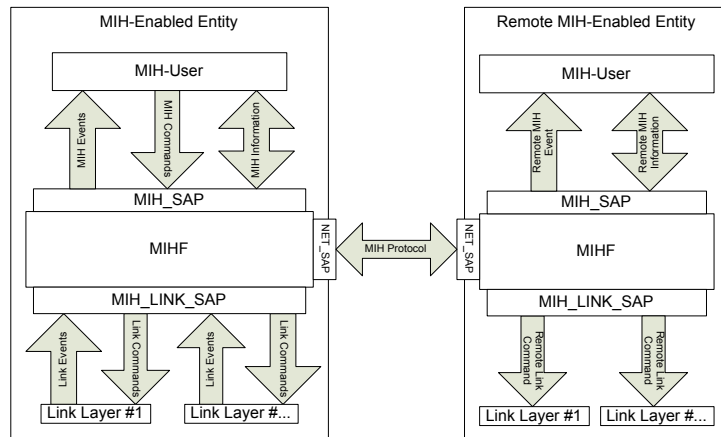 MIH-Enabled Entity
MIH-User
MIH Events
MIH Commands
MIH Information
MIH_SAP
MIHF
NET_SAP
MIH_LINK_SAP
Link Events
Link Commands
Link Events
Link Commands
Link Layer #1
Link Layer #...
MIH Protocol
Remote MIH-Enabled Entity
MIH-User
Remote MIH
Event
Remote MIH
Information
MIH_SAP
NET_SAP
MIHF
MIH_LINK_SAP
Remote Link
Command
Remote Link
Command
Link Layer #1
Link Layer #...